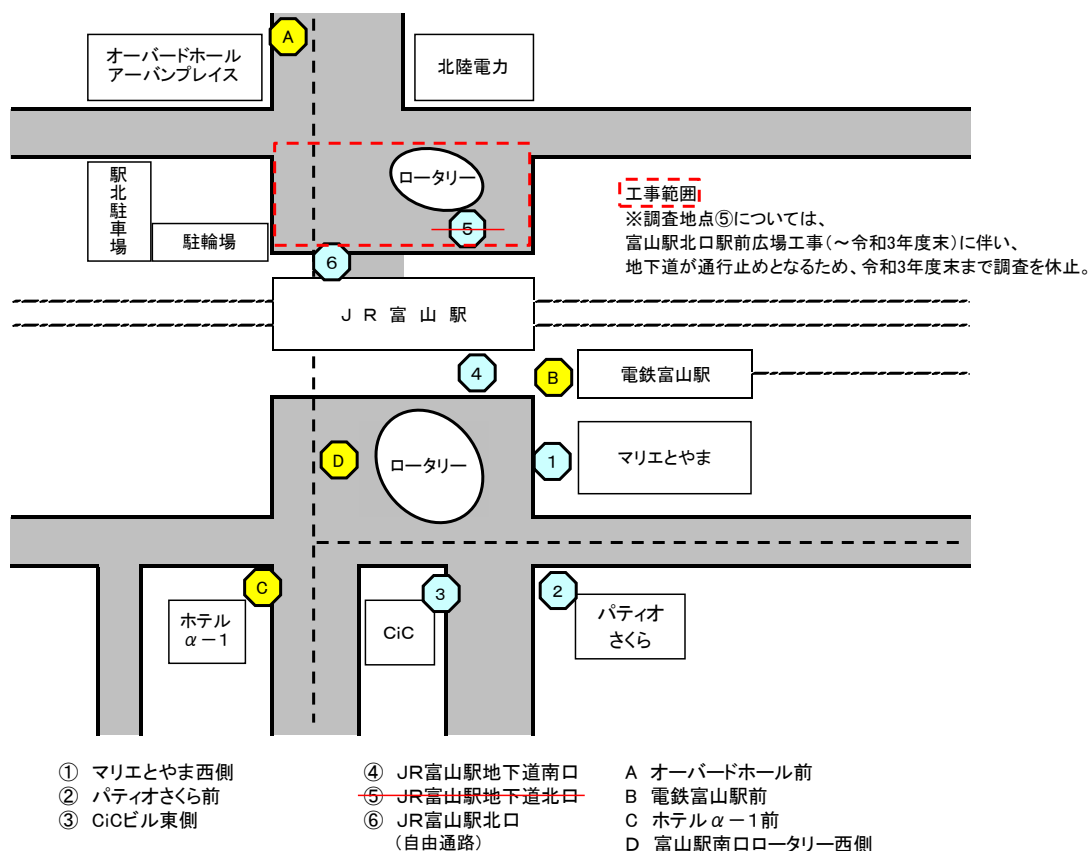 A
オーバードホール
アーバンプレイス
北陸電力
駅北駐車場
駐輪場
ロータリー
5
6
工事範囲
※調査地点⑤については、
富山駅北口駅前広場工事(~令和3年度末)に伴い、
地下道が通行止めとなるため、令和3年度末まで調査を休止。
JR富山駅
4
B
電鉄富山駅
D
ロータリー
1
マリエとやま
C
ホテル
α-1
CiC
3
2
パティオ
さくら
① マリエとやま西側
② パティオさくら前
③ CiCビル東側
④ JR富山駅地下道南口
⑤ JR富山駅地下道北口
⑥ JR富山駅北口
(自由通路)
A オーバードホール前
B 電鉄富山駅前
C ホテルα-1前
D 富山駅南口ロータリー西側